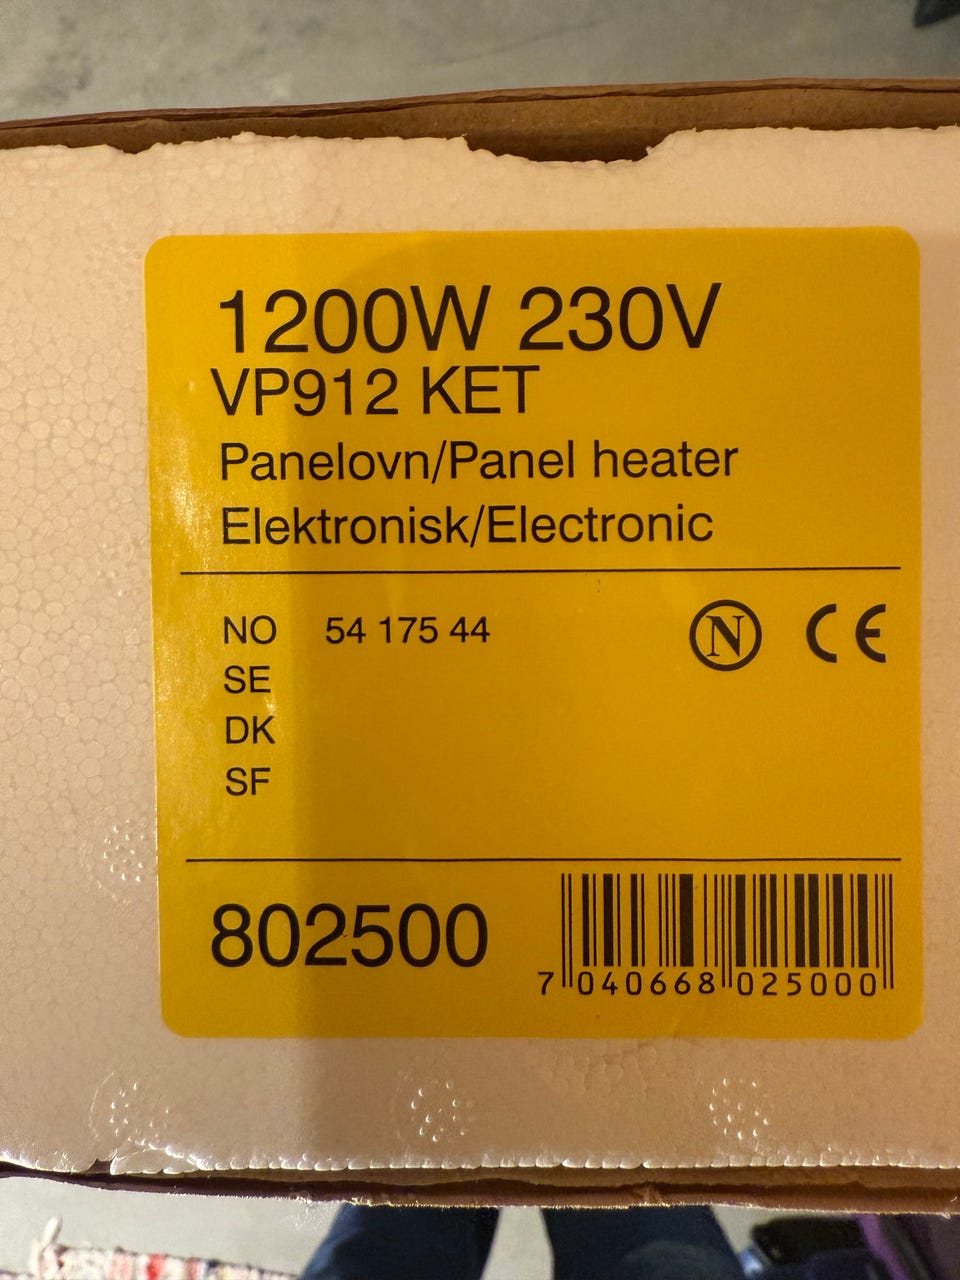 1200W 230V
VP912 KET
Panelovn/Panel heater
Elektronisk/Electronic
NO 54 175 44
N CE
SE
DK
SF
802500
7 040668 025000